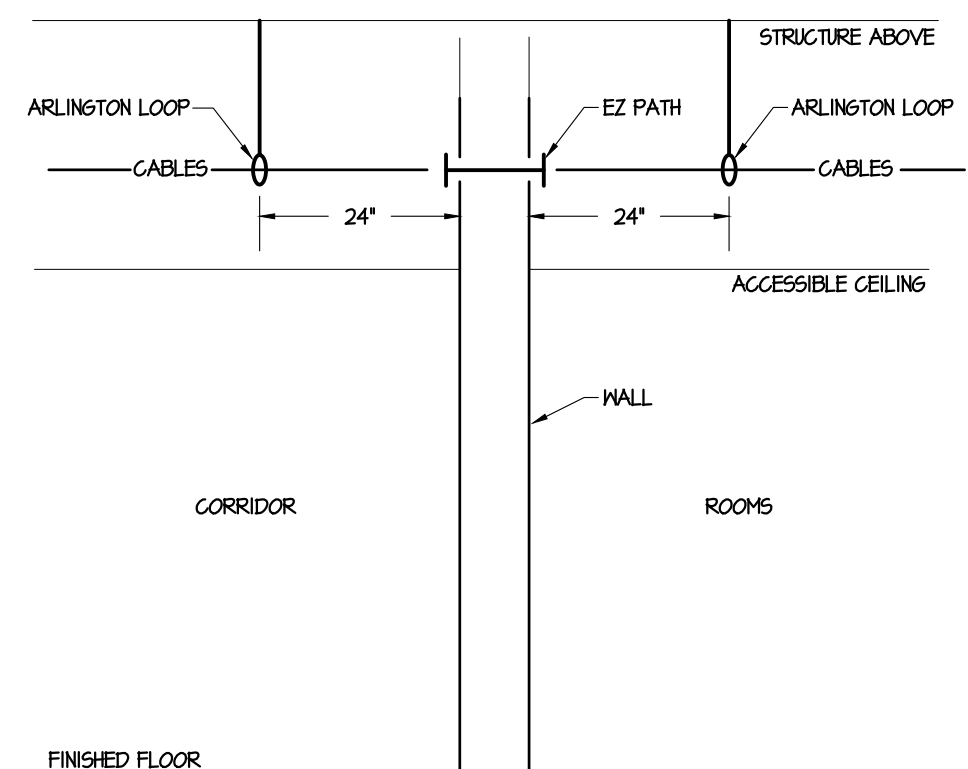 STRUCTURE ABOVE
ARLINGTON LOOP
EZ PATH
ARLINGTON LOOP
CABLES
CABLES
24"
24"
ACCESSIBLE CEILING
WALL
CORRIDOR
ROOMS
FINISHED FLOOR